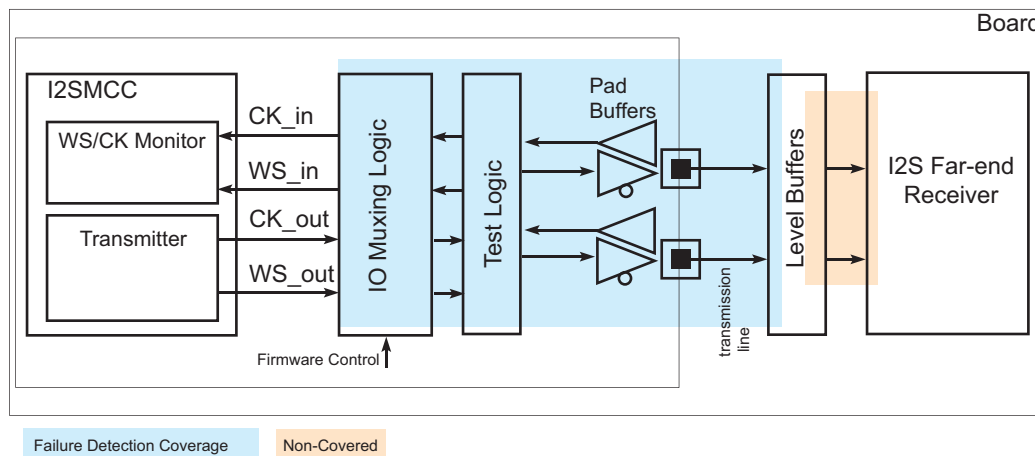 Board
I2SMCC
WS/CK Monitor
Transmitter
CK_in
WS_in
CK_out
WS_out
IO Muxing Logic
Firmware Control
Test Logic
Pad
Buffers
transmission
line
Level Buffers
I2S Far-end
Receiver
Failure Detection Coverage
Non-Covered